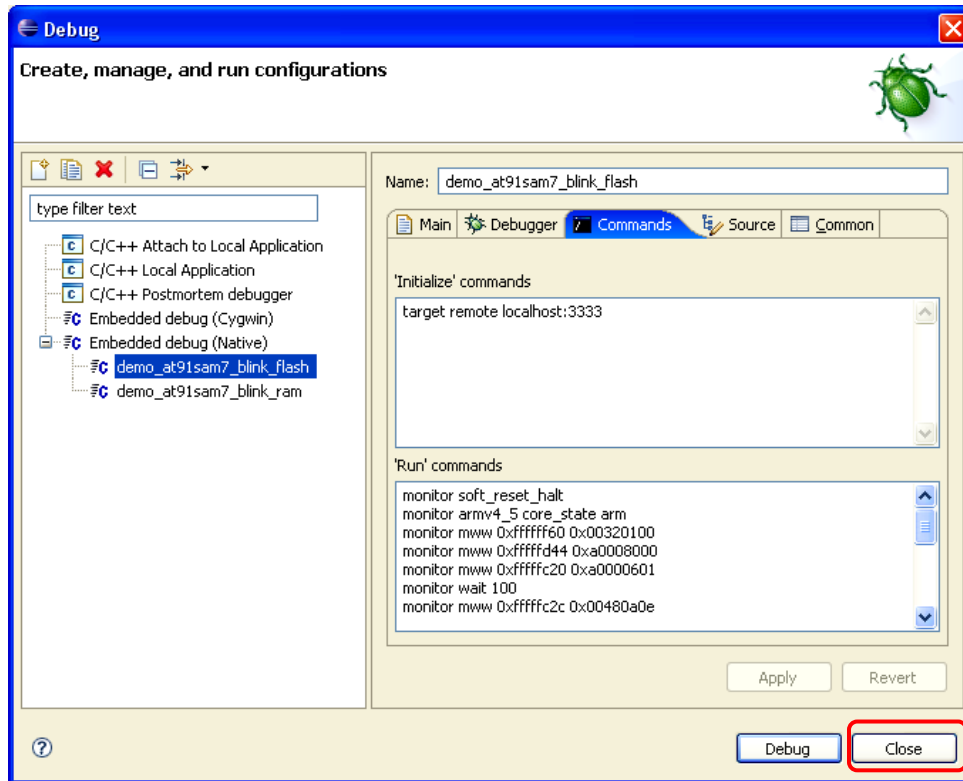 Debug
Create, manage, and run configurations
type filter text
C/C++ Attach to Local Application
C/C++ Local Application
C/C++ Postmortem debugger
Embedded debug (Cygwin)
Embedded debug (Native)
demo_at91sam7_blink_flash
demo_at91sam7_blink_ram
Name: demo_at91sam7_blink_flash
Main Debugger Commands Source Common
'Initialize' commands
target remote localhost:3333
'Run' commands
monitor soft_reset_halt
monitor armv4_5 core_state arm
monitor mww 0xffffff60 0x00320100
monitor mww 0xfffffd44 0xa0008000
monitor mww 0xfffffc20 0xa0000601
monitor wait 100
monitor mww 0xfffffc2c 0x00480a0e
Apply Revert
Debug Close